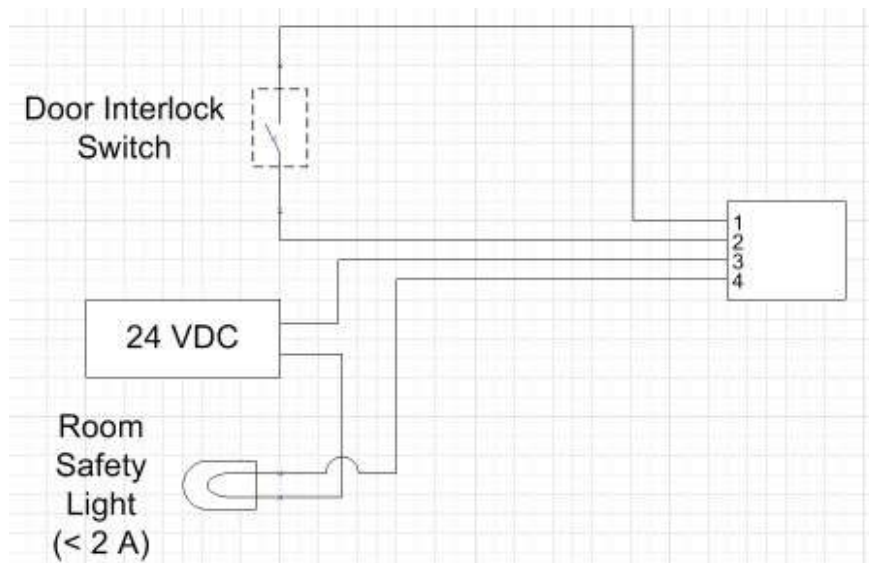 Door Interlock
Switch
1
2
3
4
24 VDC
Room
Safety
Light
(< 2 A)